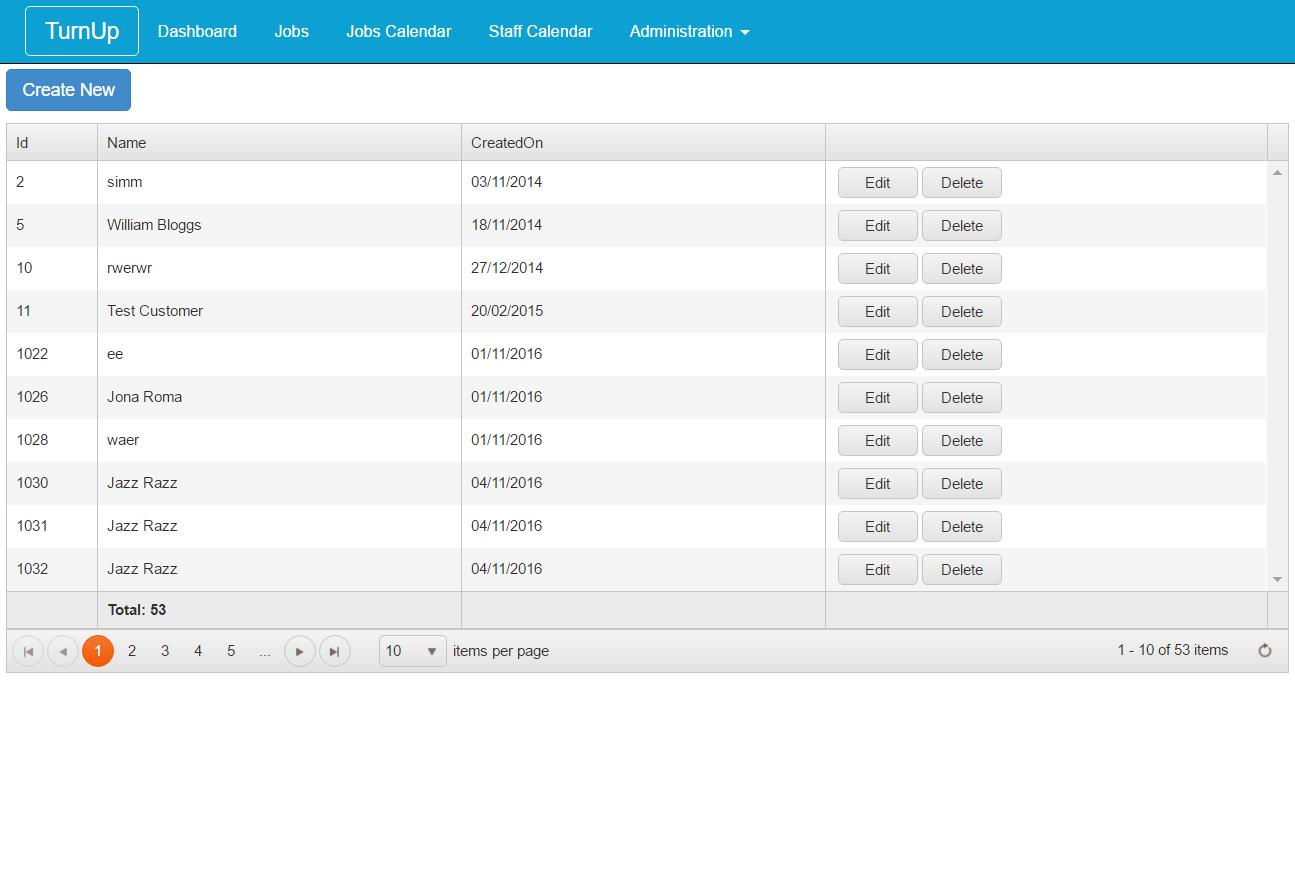 TurnUp Dashboard Jobs Jobs Calendar Staff Calendar Administration
Create New
Id Name CreatedOn
2 simm 03/11/2014 Edit Delete
5 William Bloggs 18/11/2014 Edit Delete
10 rwerwr 27/12/2014 Edit Delete
11 Test Customer 20/02/2015 Edit Delete
1022 ee 01/11/2016 Edit Delete
1026 Jona Roma 01/11/2016 Edit Delete
1028 waer 01/11/2016 Edit Delete
1030 Jazz Razz 04/11/2016 Edit Delete
1031 Jazz Razz 04/11/2016 Edit Delete
1032 Jazz Razz 04/11/2016 Edit Delete
Total: 53
1 2 3 4 5 ... 10 items per page 1 - 10 of 53 items